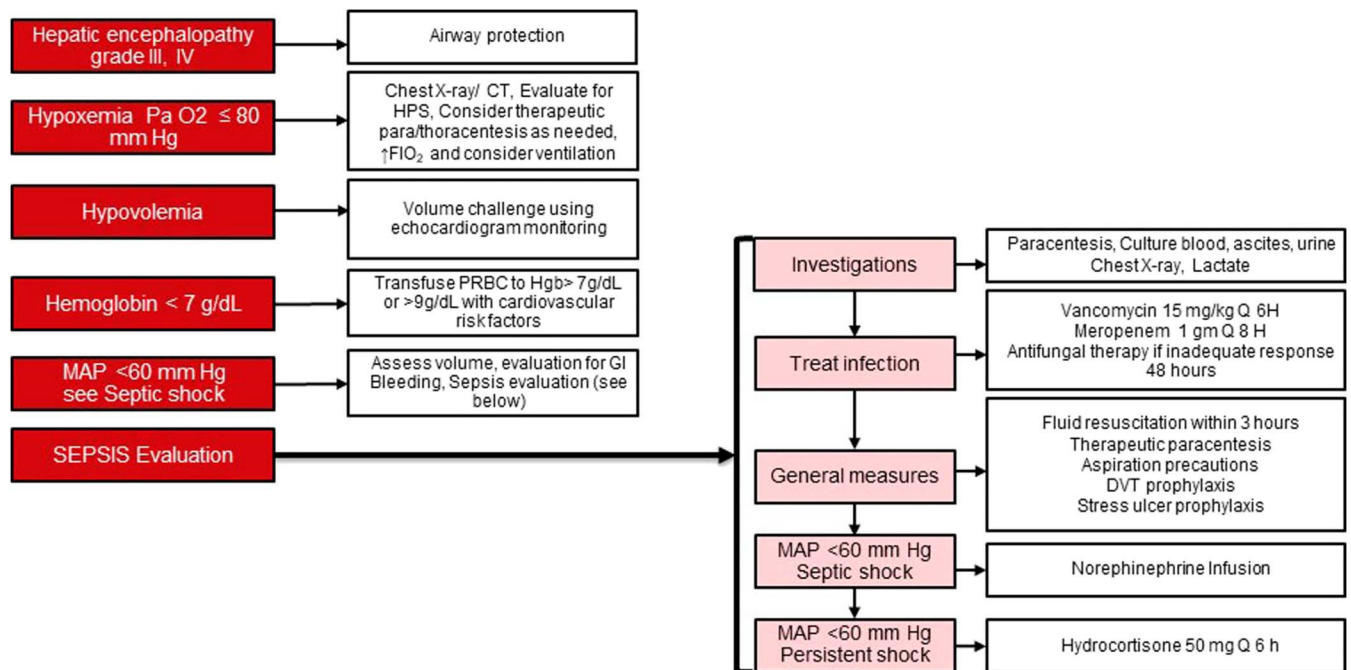 Hepatic encephalopathy
grade III, IV
Airway protection
Hypoxemia Pa O2 ≤ 80
mm Hg
Chest X-ray/ CT, Evaluate for
HPS, Consider therapeutic
para/thoracentesis as needed,
↑FIO₂ and consider ventilation
Hypovolemia
Volume challenge using
echocardiogram monitoring
Hemoglobin < 7 g/dL
Transfuse PRBC to Hgb> 7g/dL
or >9g/dL with cardiovascular
risk factors
MAP <60 mm Hg
see Septic shock
Assess volume, evaluation for GI
Bleeding, Sepsis evaluation (see
below)
SEPSIS Evaluation
Investigations
Paracentesis, Culture blood, ascites, urine
Chest X-ray, Lactate
Treat infection
Vancomycin 15 mg/kg Q 6H
Meropenem 1 gm Q 8 H
Antifungal therapy if inadequate response
48 hours
General measures
Fluid resuscitation within 3 hours
Therapeutic paracentesis
Aspiration precautions
DVT prophylaxis
Stress ulcer prophylaxis
MAP <60 mm Hg
Septic shock
Norephinephrine Infusion
MAP <60 mm Hg
Persistent shock
Hydrocortisone 50 mg Q 6 h